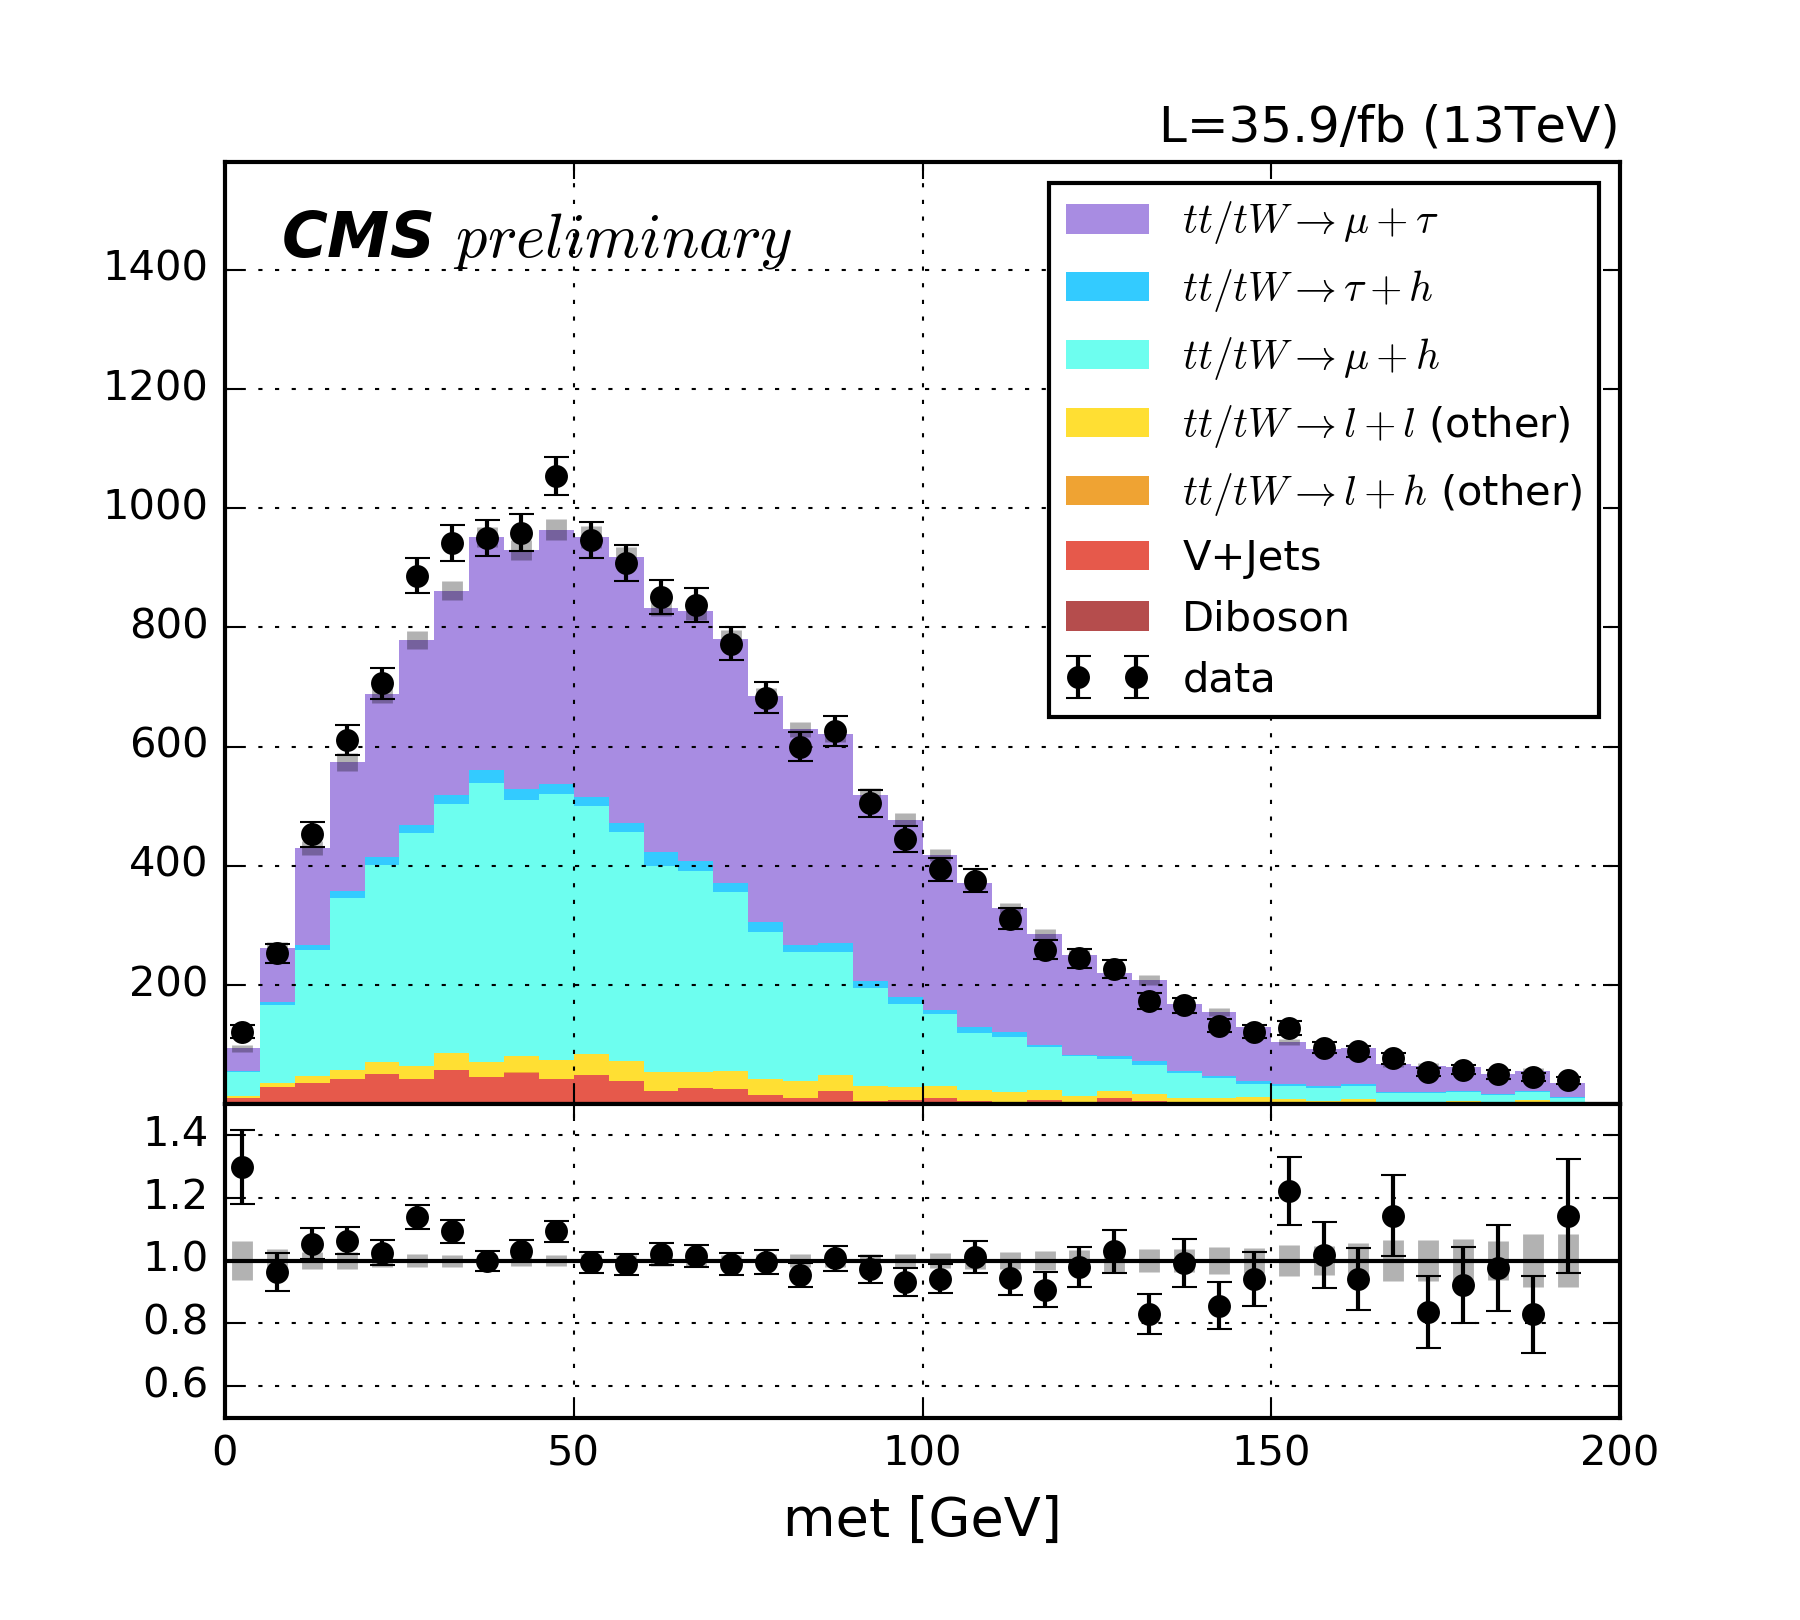 L=35.9/fb (13TeV)
CMS preliminary
tt/tW→μ+τ
tt/tW→τ+h
tt/tW→μ+h
tt/tW→l+l (other)
tt/tW→l+h (other)
V+Jets
Diboson
data
1400
1200
1000
800
600
400
200
1.4
1.2
1.0
0.8
0.6
0 50 100 150 200
met [GeV]